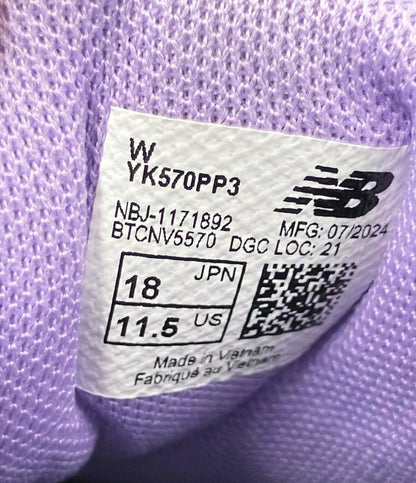 W
YK570PP3
NB
NBJ-1171892 MFG: 07/2024
BTCNV5570 DGC LOC: 21
18 JPN
11.5 US
Made in Vietnam
Fabriqué au Vietnam